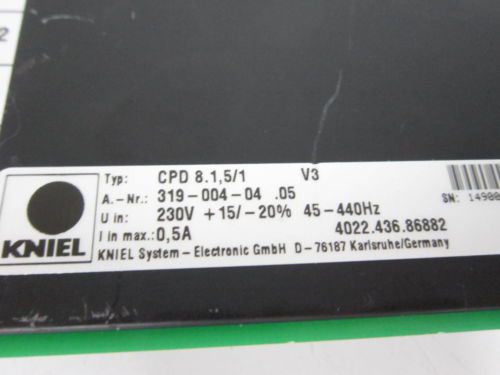 2
Typ: CPD 8.1,5/1 V3
A.-Nr.: 319-004-04 .05
U in: 230V +15/-20% 45-440Hz
I in max.: 0,5A 4022.436.86882
KNIEL System-Electronic GmbH D-76187 Karlsruhe/Germany
KNIEL
SN: